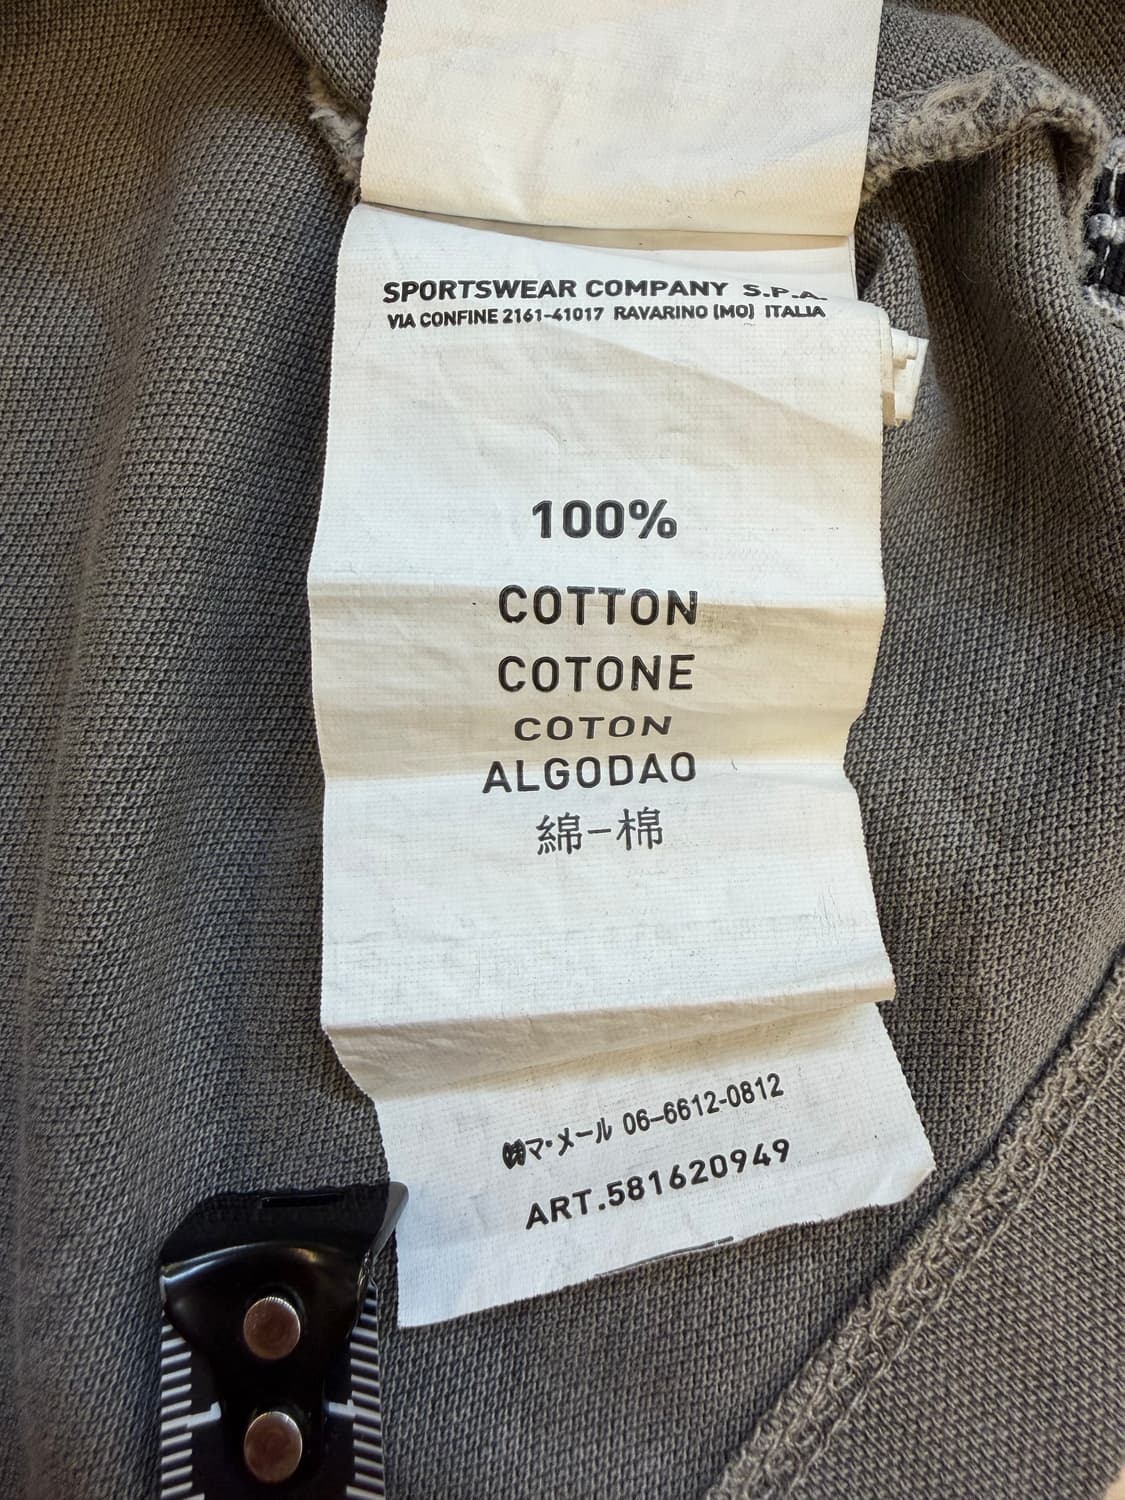 SPORTSWEAR COMPANY S.P.A.
VIA CONFINE 2161-41017 RAVARINO (MO) ITALIA
100%
COTTON
COTONE
COTON
ALGODAO
綿-棉
㈱マ・メール 06-6612-0812
ART.581620949